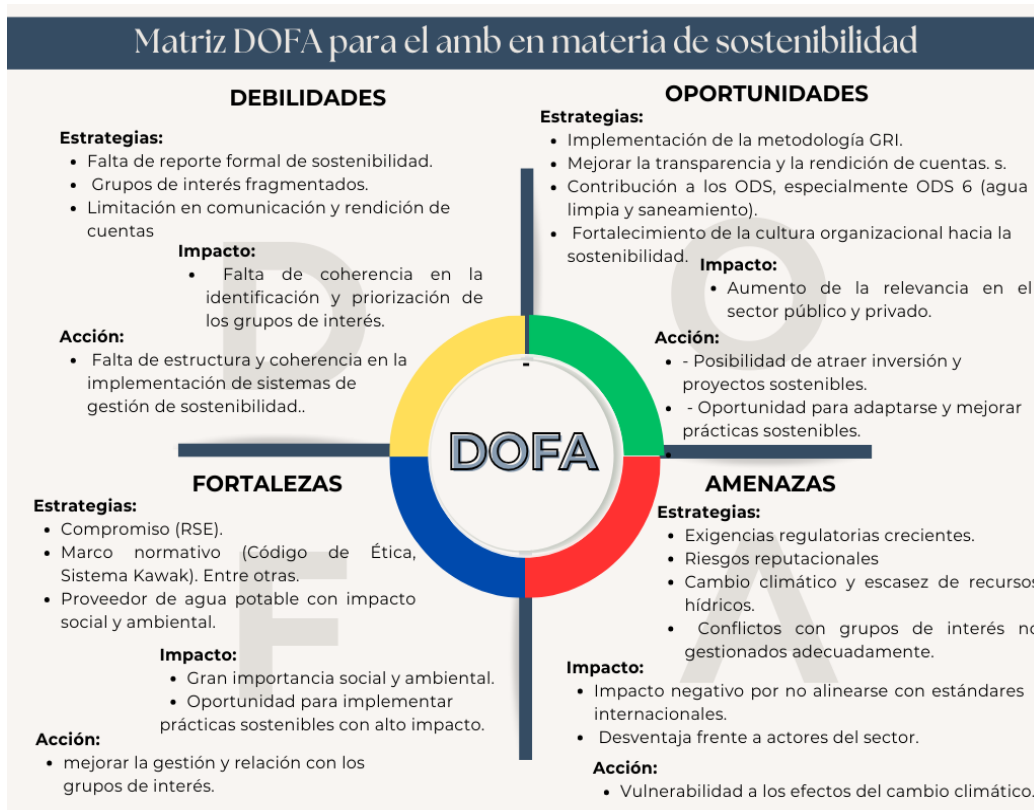 Matriz DOFA para el amb en materia de sostenibilidad
DEBILIDADES
Estrategias:
• Falta de reporte formal de sostenibilidad.
• Grupos de interés fragmentados.
• Limitación en comunicación y rendición de
cuentas
Impacto:
• Falta de coherencia en la
identificación y priorización de
los grupos de interés.
Acción:
• Falta de estructura y coherencia en la
implementación de sistemas de
gestión de sostenibilidad..
OPORTUNIDADES
Estrategias:
• Implementación de la metodología GRI.
• Mejorar la transparencia y la rendición de cuentas. s.
• Contribución a los ODS, especialmente ODS 6 (agua
limpia y saneamiento).
• Fortalecimiento de la cultura organizacional hacia la
sostenibilidad.
Impacto:
• Aumento de la relevancia en el
sector público y privado.
Acción:
• - Posibilidad de atraer inversión y
proyectos sostenibles.
• - Oportunidad para adaptarse y mejorar
prácticas sostenibles.
•
DOFA
FORTALEZAS
Estrategias:
• Compromiso (RSE).
• Marco normativo (Código de Ética,
Sistema Kawak). Entre otras.
• Proveedor de agua potable con impacto
social y ambiental.
Impacto:
• Gran importancia social y ambiental.
• Oportunidad para implementar
prácticas sostenibles con alto impacto.
Acción:
• mejorar la gestión y relación con los
grupos de interés.
AMENAZAS
Estrategias:
• Exigencias regulatorias crecientes.
• Riesgos reputacionales
• Cambio climático y escasez de recursos
hídricos.
• Conflictos con grupos de interés no
gestionados adecuadamente.
Impacto:
• Impacto negativo por no alinearse con estándares
internacionales.
• Desventaja frente a actores del sector.
Acción:
• Vulnerabilidad a los efectos del cambio climático.
D
O
F
A